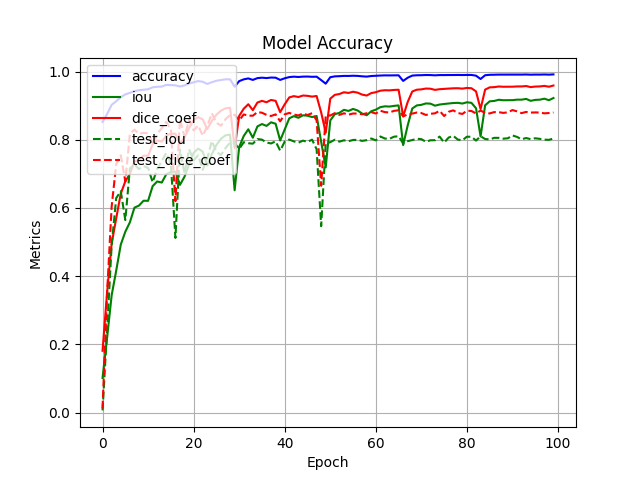 Model Accuracy
accuracy
iou
dice_coef
test_iou
test_dice_coef
1.0
0.8
0.6
0.4
0.2
0.0
Metrics
0 20 40 60 80 100
Epoch